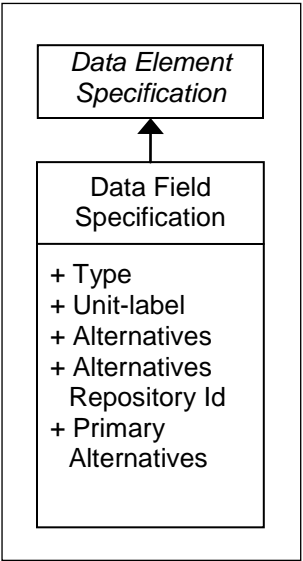 Data Element
Specification
Data Field
Specification
+ Type
+ Unit-label
+ Alternatives
+ Alternatives
Repository Id
+ Primary
Alternatives